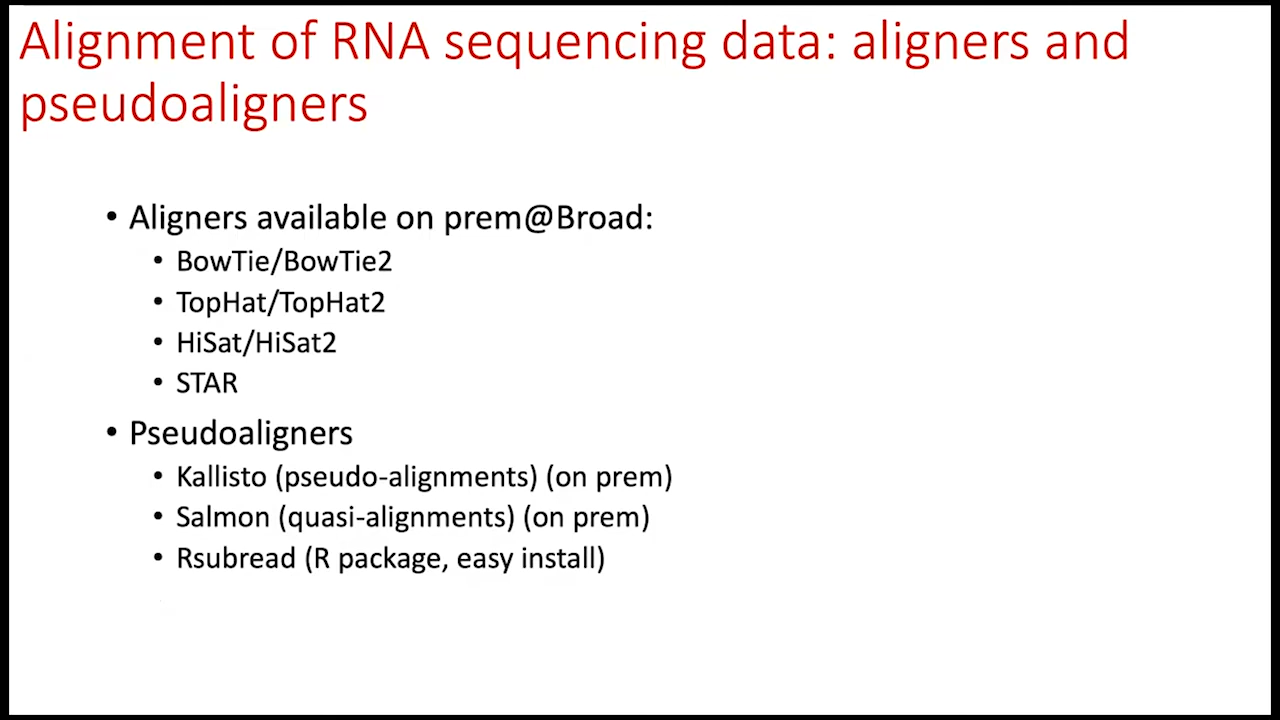 Alignment of RNA sequencing data: aligners and
pseudoaligners
• Aligners available on prem@Broad:
• BowTie/BowTie2
• TopHat/TopHat2
• HiSat/HiSat2
• STAR
• Pseudoaligners
• Kallisto (pseudo-alignments) (on prem)
• Salmon (quasi-alignments) (on prem)
• Rsubread (R package, easy install)